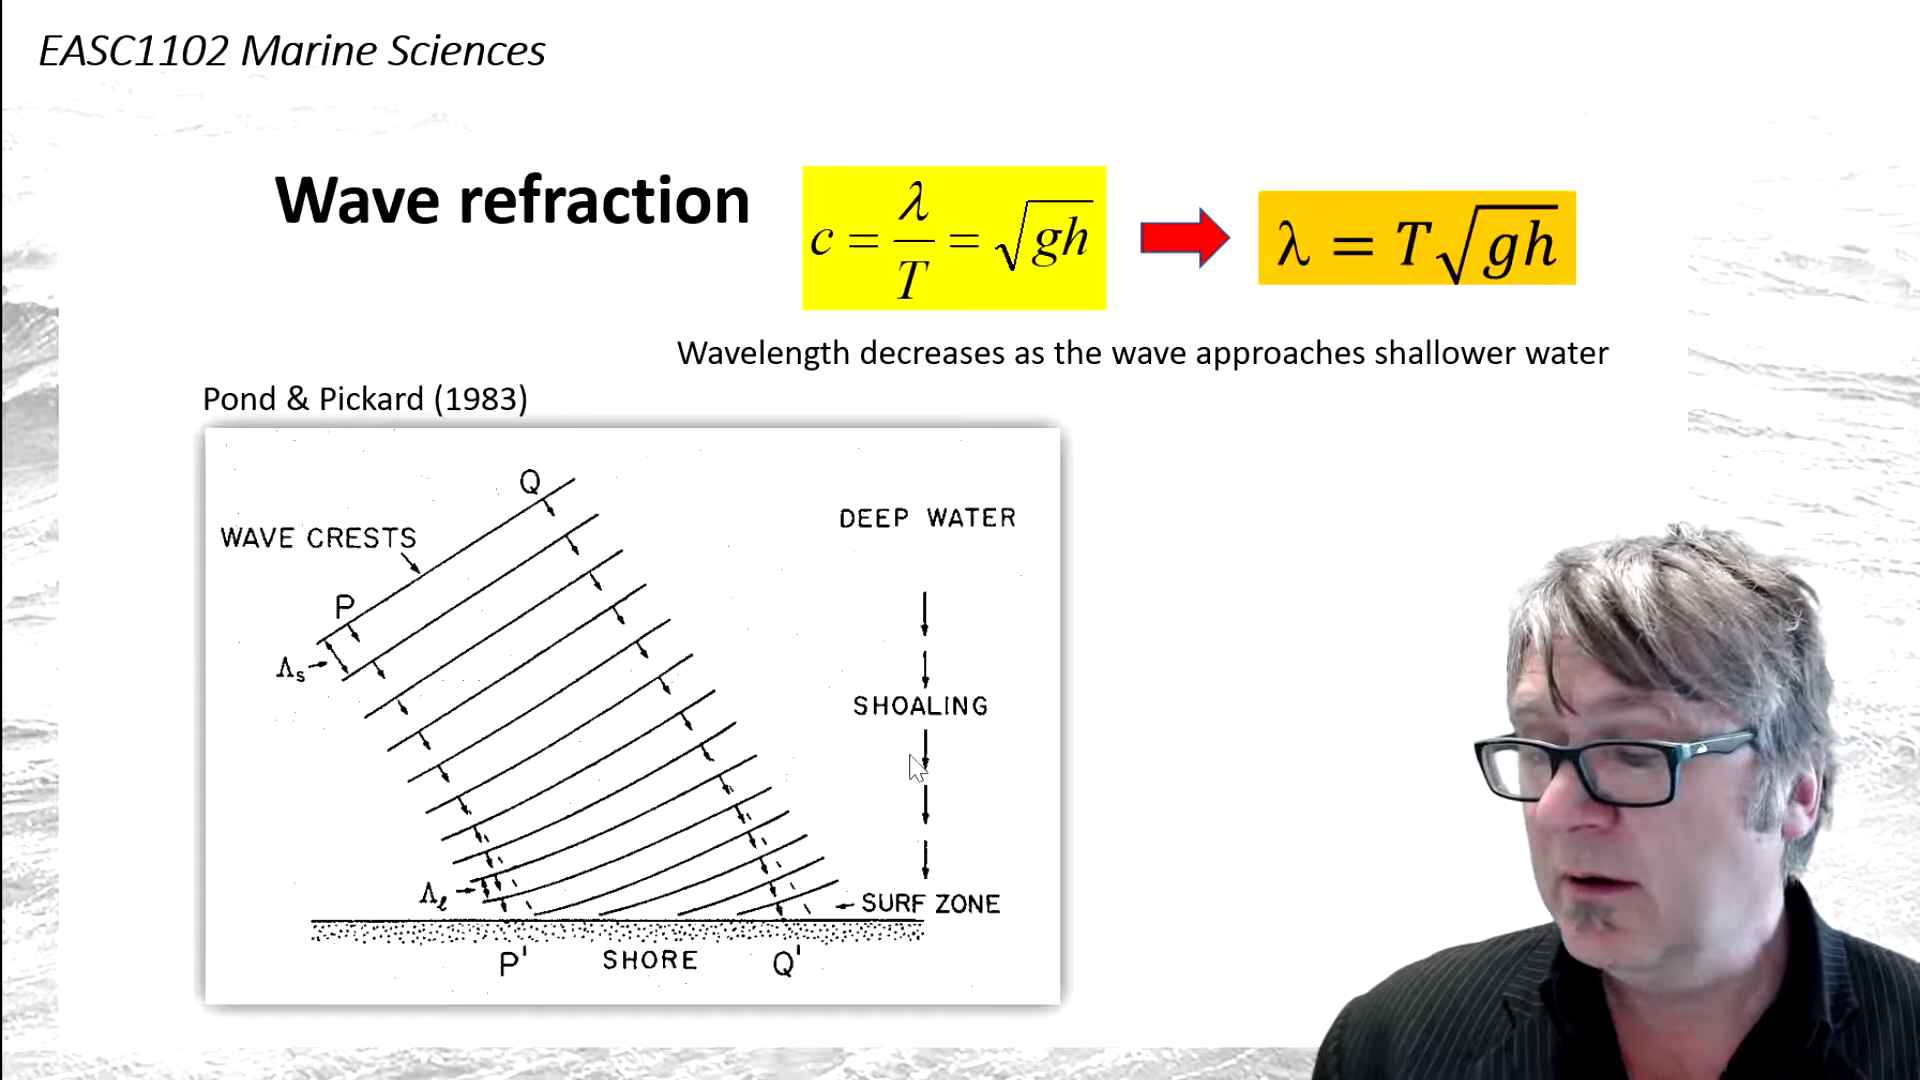 EASC1102 Marine Sciences
Wave refraction
c = λ/T = √gh
λ = T√gh
Wavelength decreases as the wave approaches shallower water
Pond & Pickard (1983)
Q
DEEP WATER
WAVE CRESTS
P
Λs
SHOALING
Λℓ
SURF ZONE
P' SHORE Q'